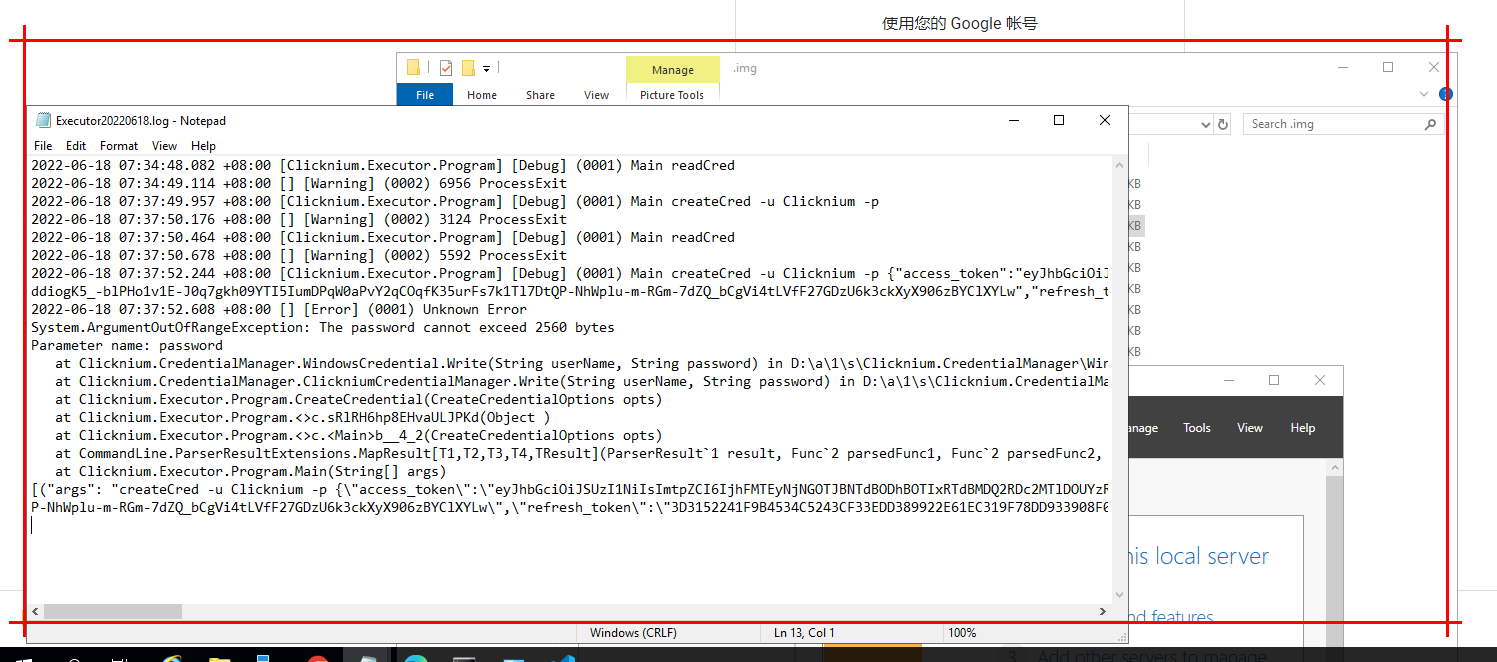 使用您的 Google 帐号
Manage
.img
File
Home
Share
View
Picture Tools
Search .img
Executor20220618.log - Notepad
File Edit Format View Help
2022-06-18 07:34:48.082 +08:00 [Clicknium.Executor.Program] [Debug] (0001) Main readCred
2022-06-18 07:34:49.114 +08:00 [] [Warning] (0002) 6956 ProcessExit
2022-06-18 07:37:49.957 +08:00 [Clicknium.Executor.Program] [Debug] (0001) Main createCred -u Clicknium -p
2022-06-18 07:37:50.176 +08:00 [] [Warning] (0002) 3124 ProcessExit
2022-06-18 07:37:50.464 +08:00 [Clicknium.Executor.Program] [Debug] (0001) Main readCred
2022-06-18 07:37:50.678 +08:00 [] [Warning] (0002) 5592 ProcessExit
2022-06-18 07:37:52.244 +08:00 [Clicknium.Executor.Program] [Debug] (0001) Main createCred -u Clicknium -p {"access_token":"eyJhbGciOiJ
ddiogK5_-blPHo1v1E-J0q7gkh09YTI5IumDPqW0aPvY2qCOqfK35urFs7k1Tl7DtQP-NhWplu-m-RGm-7dZQ_bCgVi4tLVfF27GDzU6k3ckXyX906zBYClXYLw","refresh_t
2022-06-18 07:37:52.608 +08:00 [] [Error] (0001) Unknown Error
System.ArgumentOutOfRangeException: The password cannot exceed 2560 bytes
Parameter name: password
at Clicknium.CredentialManager.WindowsCredential.Write(String userName, String password) in D:\a\1\s\Clicknium.CredentialManager\Win
at Clicknium.CredentialManager.ClickniumCredentialManager.Write(String userName, String password) in D:\a\1\s\Clicknium.CredentialMa
at Clicknium.Executor.Program.CreateCredential(CreateCredentialOptions opts)
at Clicknium.Executor.Program.<>c.sRlRH6hp8EHvaULJPKd(Object )
at Clicknium.Executor.Program.<>c.<Main>b__4_2(CreateCredentialOptions opts)
at CommandLine.ParserResultExtensions.MapResult[T1,T2,T3,T4,TResult](ParserResult`1 result, Func`2 parsedFunc1, Func`2 parsedFunc2,
at Clicknium.Executor.Program.Main(String[] args)
[("args": "createCred -u Clicknium -p {\"access_token\":\"eyJhbGciOiJSUzI1NiIsImtpZCI6IjhFMTEyNjNGOTJBNTdBODhBOTIxRTdBMDQ2RDc2MTlDOUYzR
P-NhWplu-m-RGm-7dZQ_bCgVi4tLVfF27GDzU6k3ckXyX906zBYClXYLw\",\"refresh_token\":\"3D3152241F9B4534C5243CF33EDD389922E61EC319F78DD933908F6
Windows (CRLF)
Ln 13, Col 1
100%
KB
KB
KB
KB
KB
KB
KB
KB
KB
anage
Tools
View
Help
his local server
nd features
3 Add other servers to manage